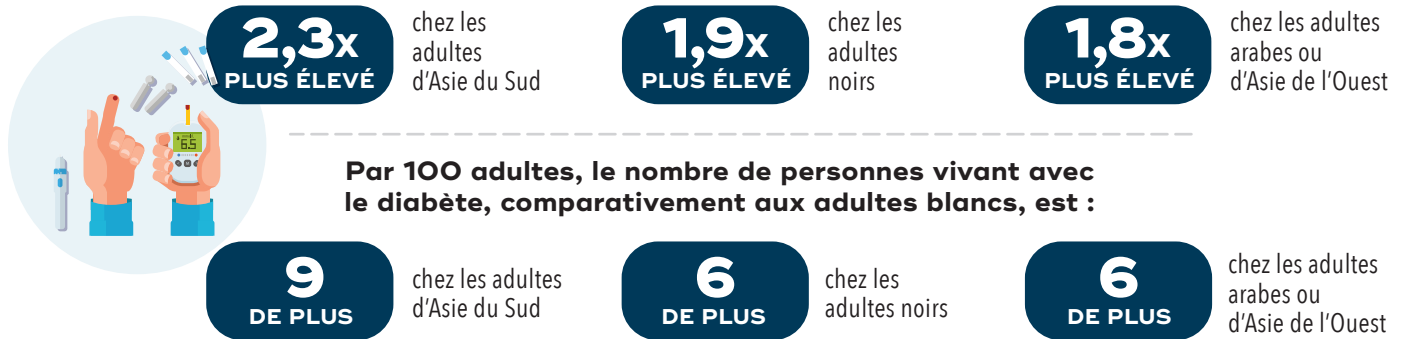 2,3x
PLUS ÉLEVÉ
chez les
adultes
d'Asie du Sud
1,9x
PLUS ÉLEVÉ
chez les
adultes
noirs
1,8x
PLUS ÉLEVÉ
chez les adultes
arabes ou
d'Asie de l'Ouest
6.5
Par 100 adultes, le nombre de personnes vivant avec
le diabète, comparativement aux adultes blancs, est :
9
DE PLUS
chez les adultes
d'Asie du Sud
6
DE PLUS
chez les
adultes noirs
6
DE PLUS
chez les adultes
arabes ou
d'Asie de l'Ouest